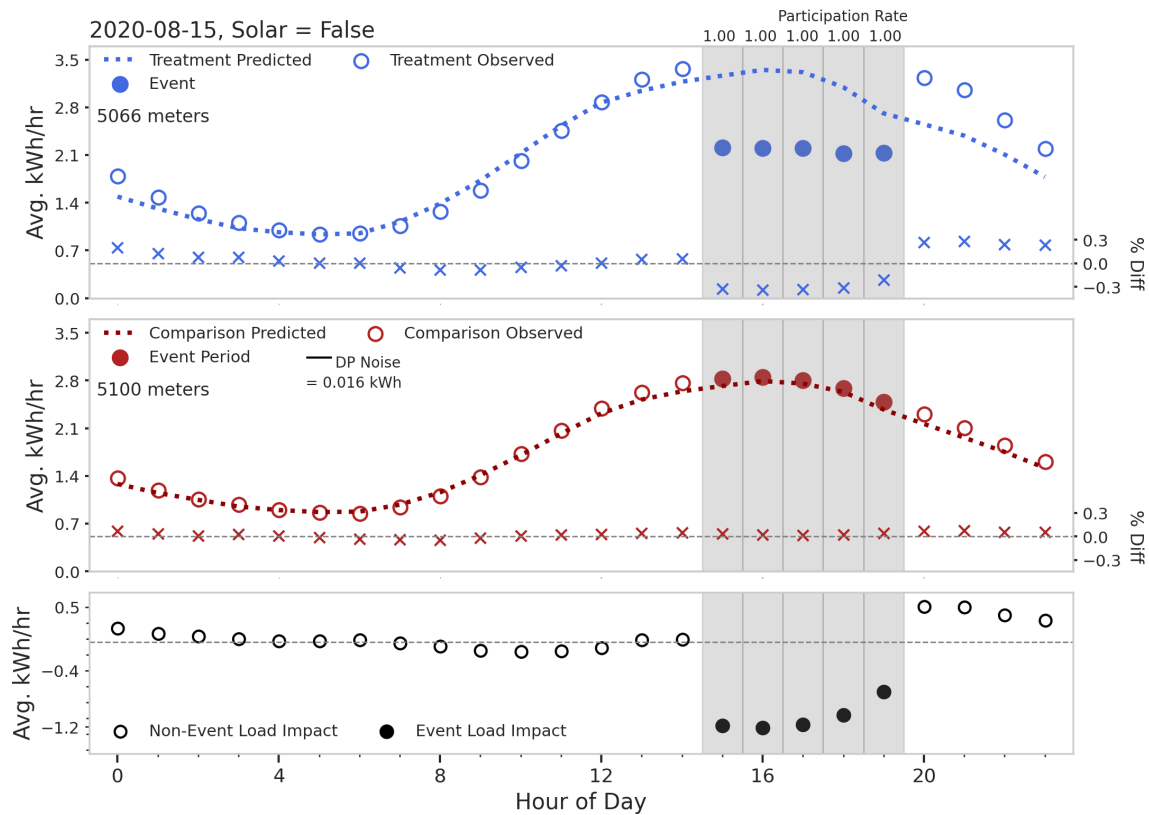 Participation Rate
2020-08-15, Solar = False
1.00 1.00 1.00 1.00 1.00
Treatment Predicted Treatment Observed
Event
5066 meters
Avg. kWh/hr
3.5
2.8
2.1
1.4
0.7
0.0
0.3
0.0
−0.3
% Diff
Comparison Predicted Comparison Observed
Event Period DP Noise
= 0.016 kWh
5100 meters
Avg. kWh/hr
3.5
2.8
2.1
1.4
0.7
0.0
0.3
0.0
−0.3
% Diff
Avg. kWh/hr
0.5
−0.4
−1.2
Non-Event Load Impact Event Load Impact
0 4 8 12 16 20
Hour of Day